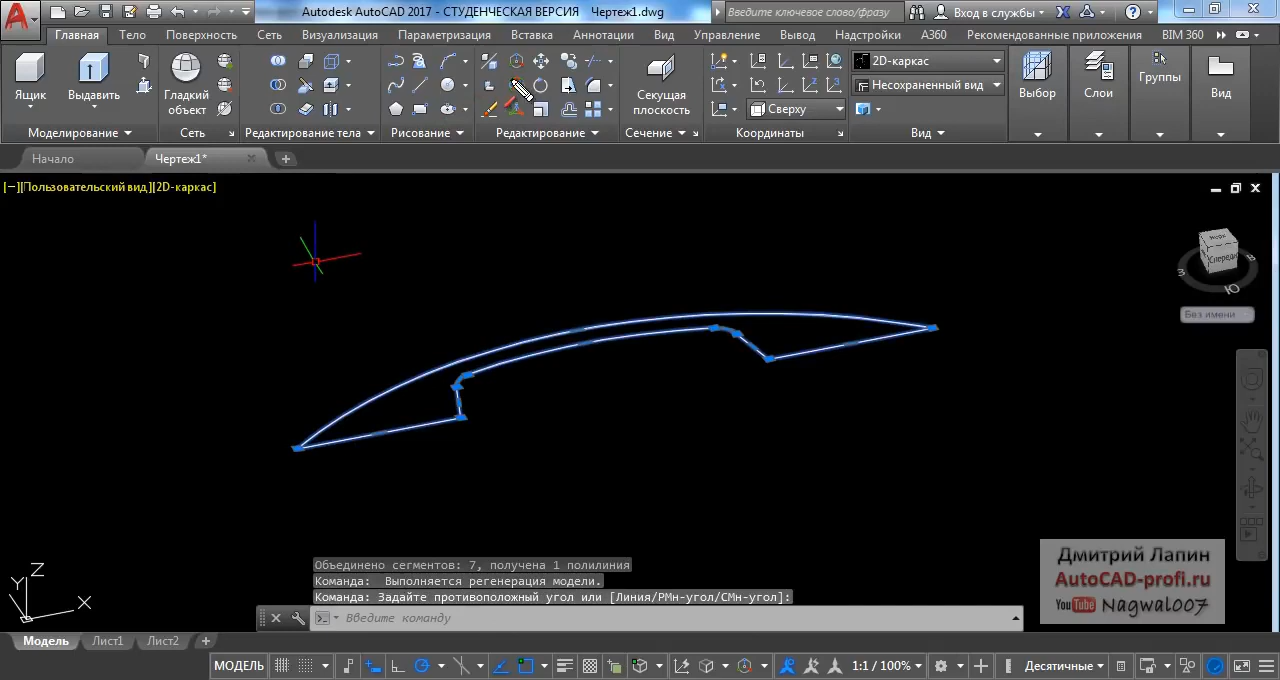 Autodesk AutoCAD 2017 - СТУДЕНЧЕСКАЯ ВЕРСИЯ Чертеж1.dwg
Введите ключевое слово/фразу
Вход в службы
Главная Тело Поверхность Сеть Визуализация Параметризация Вставка Аннотации Вид Управление Вывод Надстройки A360 Рекомендованные приложения BIM 360
Ящик
Выдавить
Гладкий
объект
Секущая
плоскость
2D-каркас
Несохраненный вид
Сверху
Выбор
Слои
Группы
Вид
Моделирование Сеть Редактирование тела Рисование Редактирование Сечение Координаты Вид
Начало
Чертеж1*
[−][Пользовательский вид][2D-каркас]
Верх
Спереди
З
В
Ю
Без имени
Объединено сегментов: 7, получена 1 полилиния
Команда: Выполняется регенерация модели.
Команда: Задайте противоположный угол или [Линия/РМн-угол/СМн-угол]:
Введите команду
Z
Y
X
Дмитрий Лапин
AutoCAD-profi.ru
YouTube Nagwal007
Модель Лист1 Лист2
МОДЕЛЬ
1:1 / 100%
Десятичные